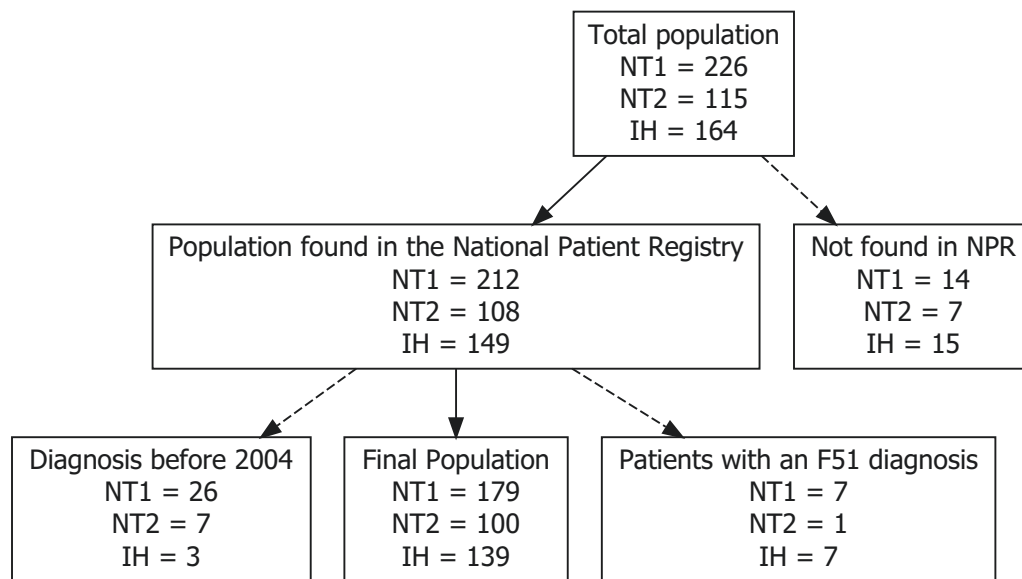 Total population
NT1 = 226
NT2 = 115
IH = 164
Population found in the National Patient Registry
NT1 = 212
NT2 = 108
IH = 149
Not found in NPR
NT1 = 14
NT2 = 7
IH = 15
Diagnosis before 2004
NT1 = 26
NT2 = 7
IH = 3
Final Population
NT1 = 179
NT2 = 100
IH = 139
Patients with an F51 diagnosis
NT1 = 7
NT2 = 1
IH = 7